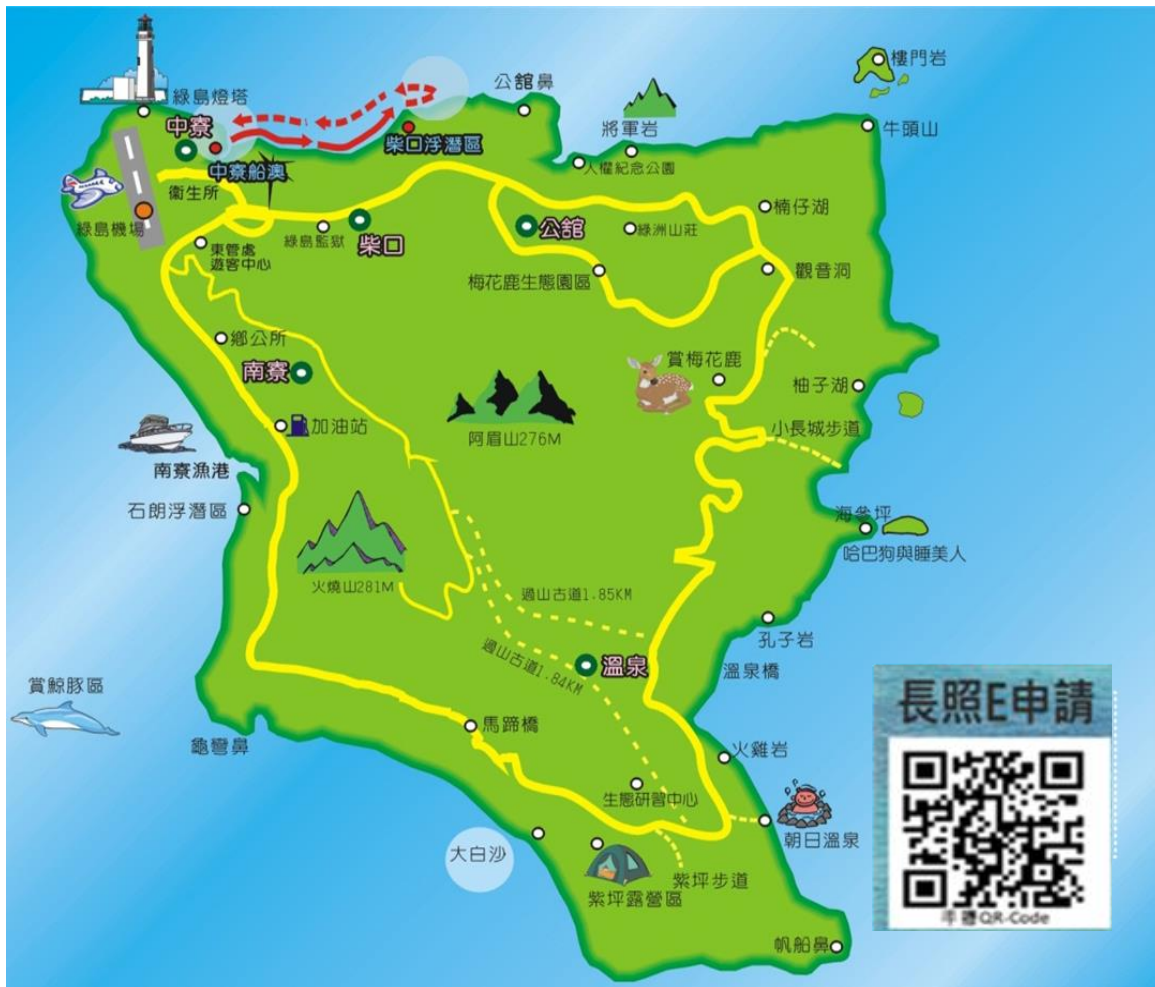 樓門岩
公舘鼻
綠島燈塔
牛頭山
中寮
將軍岩
柴口浮潛區
中寮船澳
人權紀念公園
衛生所
楠仔湖
綠島機場
公舘
綠洲山莊
綠島監獄
柴口
東管處
遊客中心
梅花鹿生態園區
觀音洞
鄉公所
賞梅花鹿
南寮
柚子湖
加油站
小長城步道
阿眉山276M
南寮漁港
石朗浮潛區
海參坪
哈巴狗與睡美人
火燒山281M
過山古道1.85KM
孔子岩
過山古道1.84KM
溫泉
溫泉橋
賞鯨豚區
長照E申請
馬蹄橋
龜彎鼻
火雞岩
生態研習中心
朝日溫泉
大白沙
紫坪步道
紫坪露營區
QR-Code
帆船鼻